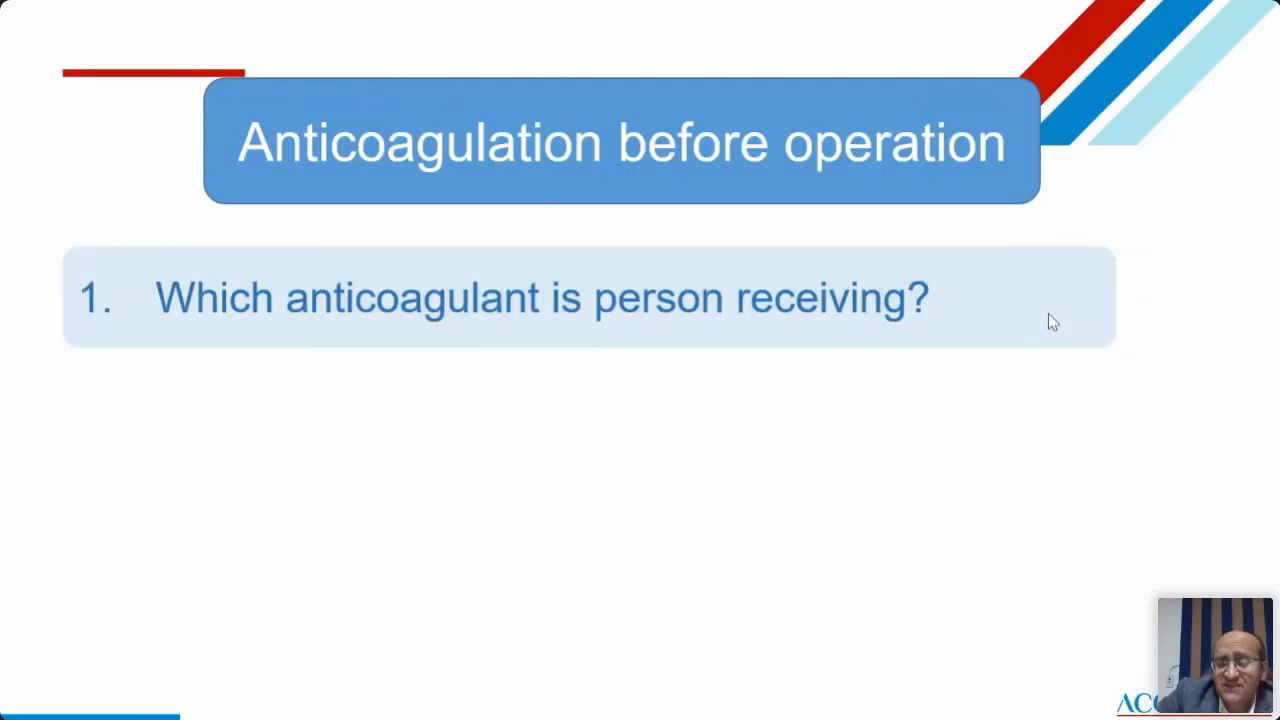 Anticoagulation before operation
1. Which anticoagulant is person receiving?